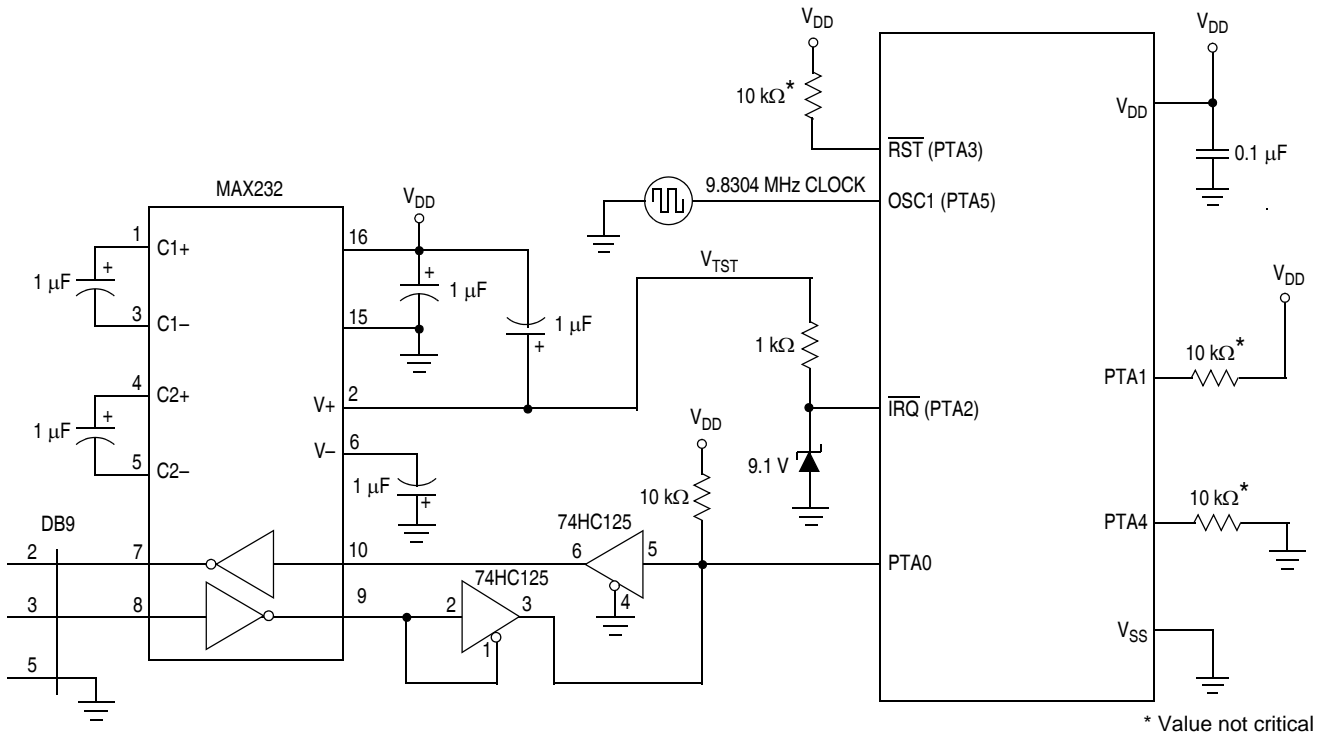 VDD
VDD
10 kΩ*
VDD
RST (PTA3)
0.1 µF
MAX232
9.8304 MHz CLOCK
OSC1 (PTA5)
VDD
1
C1+
16
1 µF
+
+
1 µF
VTST
VDD
3
C1–
15
1 µF
+
1 kΩ
10 kΩ*
PTA1
4
C2+
V+
2
IRQ (PTA2)
1 µF
+
VDD
5
C2–
V–
6
9.1 V
1 µF
+
10 kΩ
10 kΩ*
PTA4
DB9
74HC125
2
7
10
6
5
PTA0
74HC125
4
3
8
9
2
3
1
VSS
5
* Value not critical